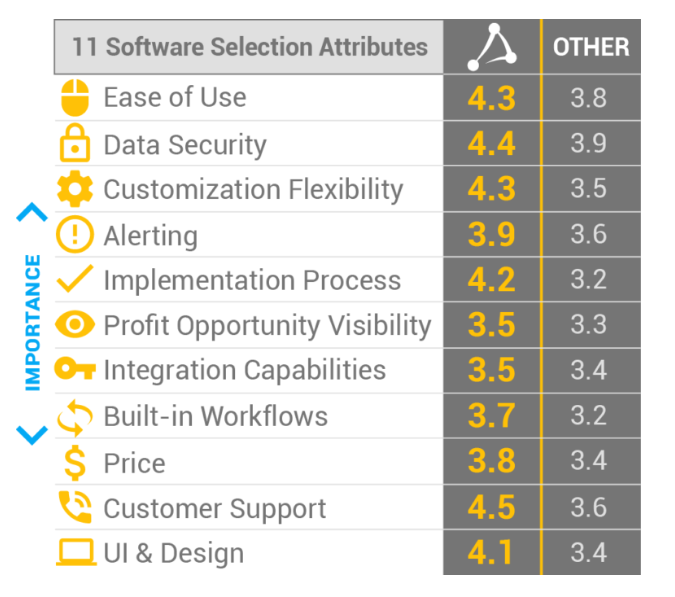 11 Software Selection Attributes OTHER
Ease of Use 4.3 3.8
Data Security 4.4 3.9
Customization Flexibility 4.3 3.5
Alerting 3.9 3.6
Implementation Process 4.2 3.2
Profit Opportunity Visibility 3.5 3.3
Integration Capabilities 3.5 3.4
Built-in Workflows 3.7 3.2
Price 3.8 3.4
Customer Support 4.5 3.6
UI & Design 4.1 3.4
IMPORTANCE